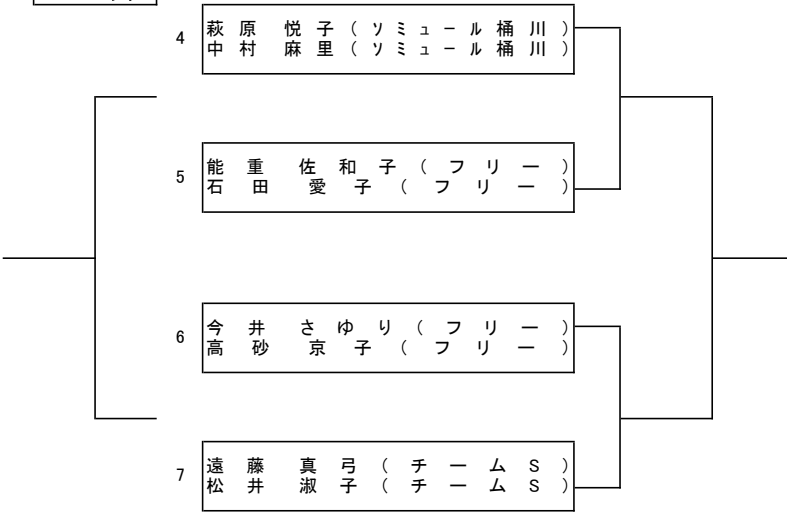 4
萩原 悦子(ソミュール桶川)
中村 麻里(ソミュール桶川)
5
能重 佐和子(フリー)
石田 愛子(フリー)
6
今井 さゆり(フリー)
高砂 京子(フリー)
7
遠藤 真弓(チームS)
松井 淑子(チームS)